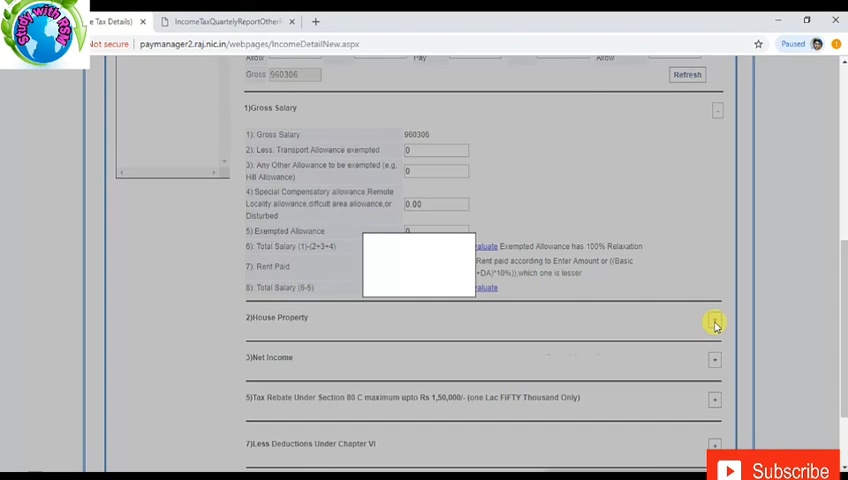 Study with RSM
e Tax Details)
IncomeTaxQuartelyReportOtherF
Not secure
paymanager2.raj.nic.in/webpages/IncomeDetailNew.aspx
Paused
Allow
Pay
Allow
Gross
960306
Refresh
1)Gross Salary
-
1): Gross Salary
960306
2): Less. Transport Allowance exempted
0
3): Any Other Allowance to be exempted (e.g,
Hill Allowance)
0
4):Special Compensatory allowance,Remote
Locality allowance,diffcult area allowance,or
Disturbed
0.00
5):Exempted Allowance
0
6): Total Salary (1)-(2+3+4)
valuate Exempted Allowance has 100% Relaxation
7): Rent Paid
Rent paid according to Enter Amount or ((Basic
+DA)*10%)),which one is lesser
8): Total Salary (6-5)
valuate
2)House Property
3)Net Income
+
5)Tax Rebate Under Section 80 C maximum upto Rs 1,50,000/- (one Lac FiFTY Thousand Only)
+
7)Less Deductions Under Chapter VI
+
Subscribe